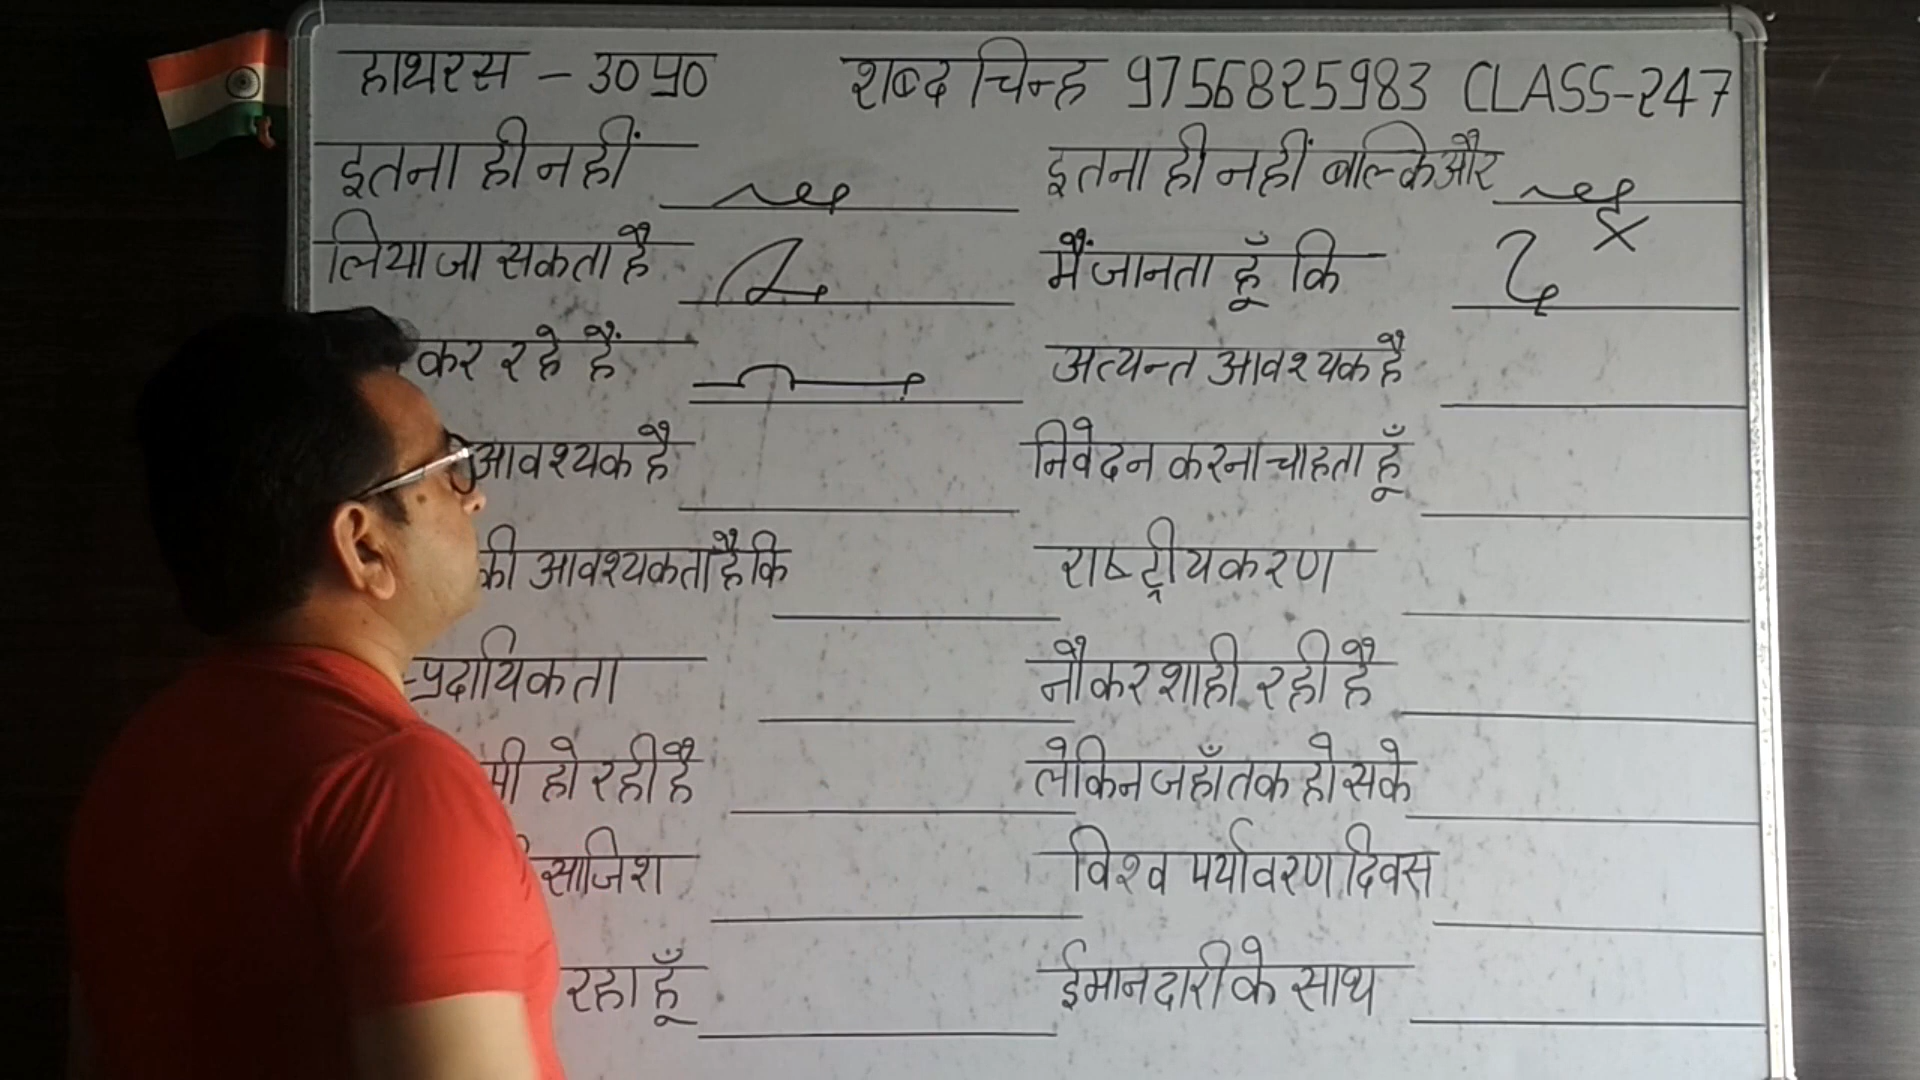 हाथरस - उ०प्र० शब्द चिन्ह 9756825983 CLASS-247
इतना ही नहीं इतना ही नहीं बल्कि और
लिया जा सकता है मैं जानता हूँ कि
कर रहे हैं अत्यन्त आवश्यक है
आवश्यक है निवेदन करना चाहता हूँ
की आवश्यकता है कि राष्ट्रीयकरण
प्रदायिकता नौकरशाही रही है
हो रही है लेकिन जहाँ तक हो सके
साजिश विश्व पर्यावरण दिवस
रहा हूँ ईमानदारी के साथ